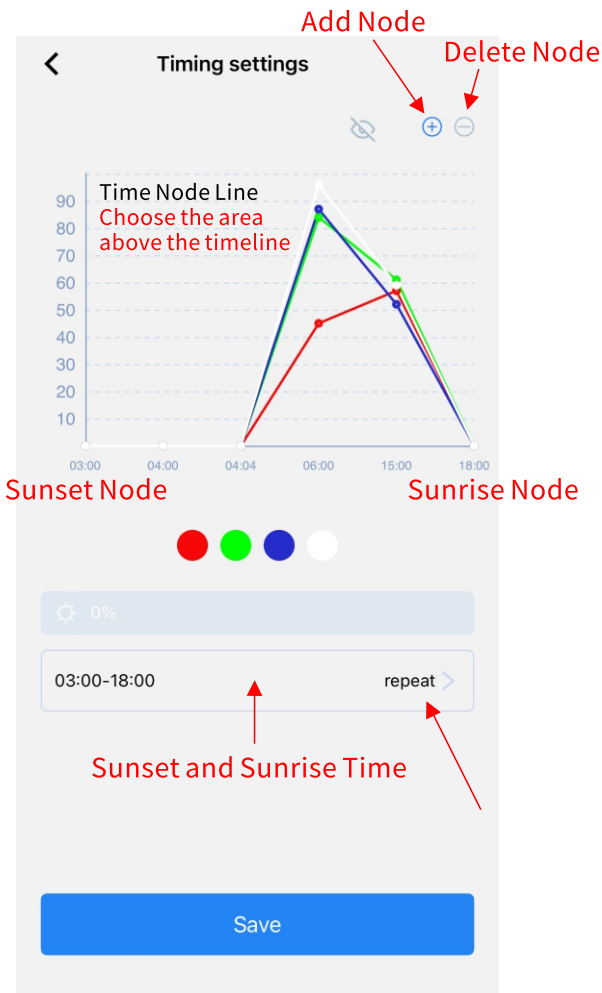 Add Node
Delete Node
Timing settings
Time Node Line
Choose the area
above the timeline
90
80
70
60
50
40
30
20
10
03:00 04:00 04:04 06:00 15:00 18:00
Sunset Node Sunrise Node
0%
03:00-18:00 repeat
Sunset and Sunrise Time
Save